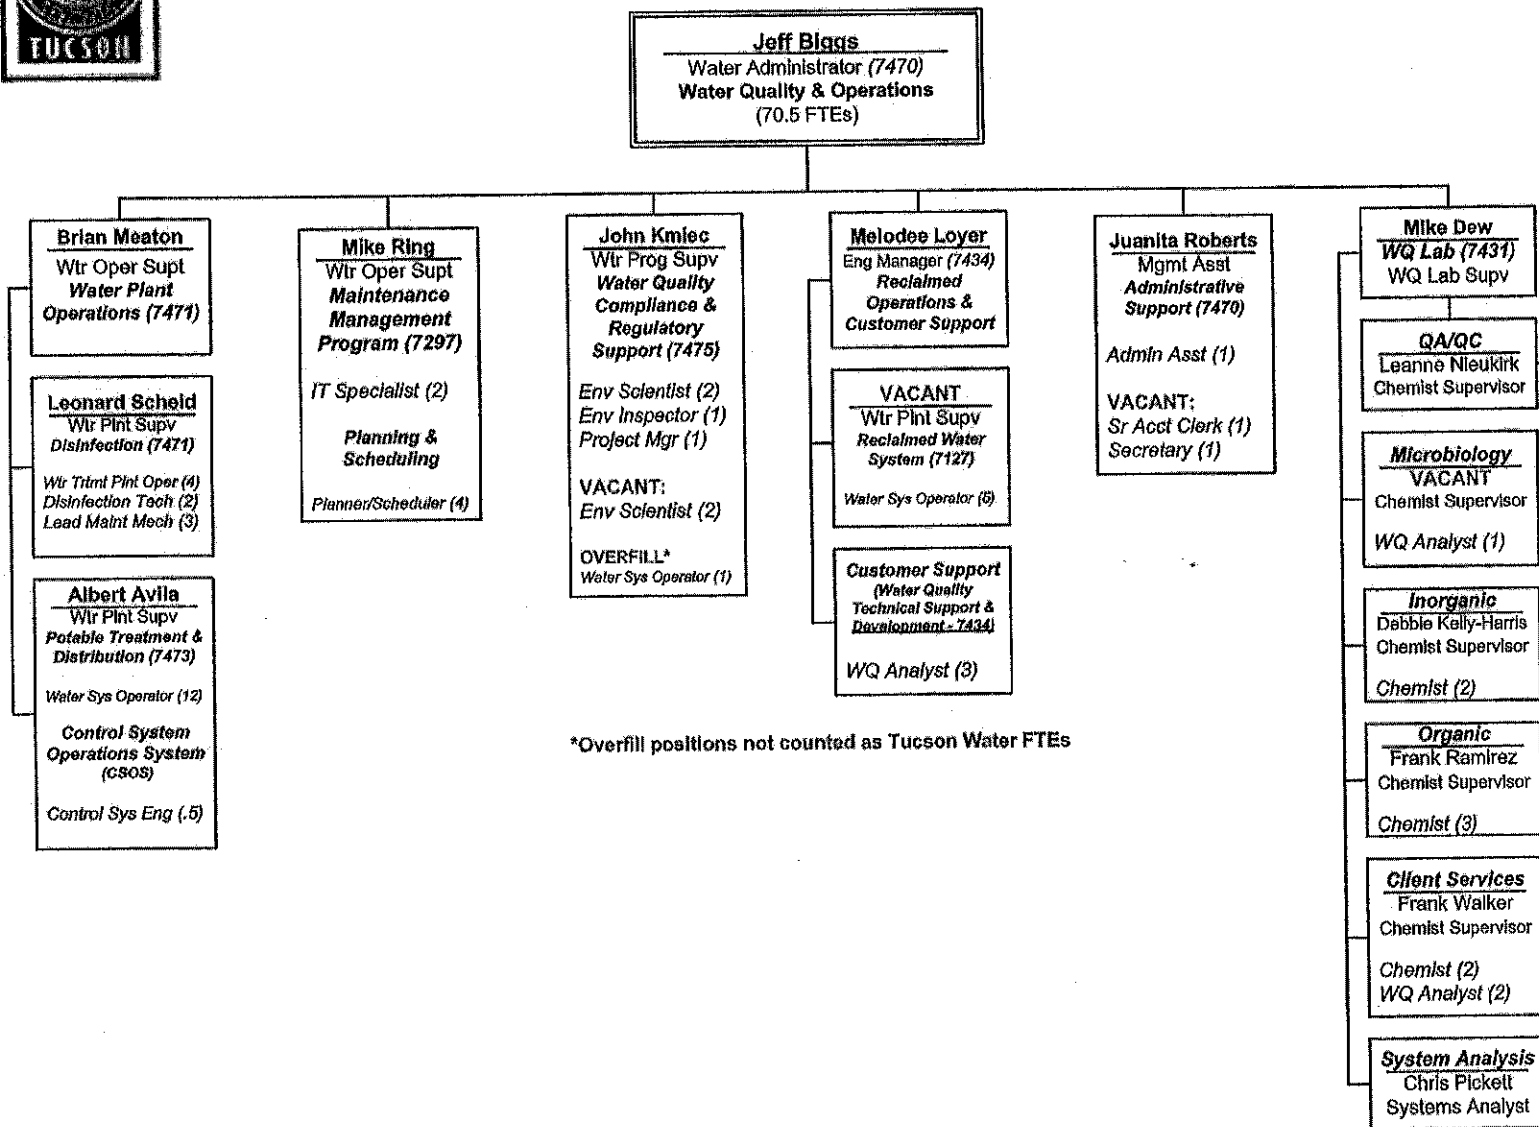 TUCSON
Jeff Biggs
Water Administrator (7470)
Water Quality & Operations
(70.5 FTEs)
Brian Meaton
Wtr Oper Supt
Water Plant
Operations (7471)
Leonard Scheid
Wtr Plnt Supv
Disinfection (7471)
Wtr Trtmt Plnt Oper (4)
Disinfection Tech (2)
Lead Maint Mech (3)
Albert Avila
Wtr Plnt Supv
Potable Treatment &
Distribution (7473)
Water Sys Operator (12)
Control System
Operations System
(CSOS)
Control Sys Eng (.5)
Mike Ring
Wtr Oper Supt
Maintenance
Management
Program (7297)
IT Specialist (2)
Planning &
Scheduling
Planner/Scheduler (4)
John Kmiec
Wtr Prog Supv
Water Quality
Compliance &
Regulatory
Support (7475)
Env Scientist (2)
Env Inspector (1)
Project Mgr (1)
VACANT:
Env Scientist (2)
OVERFILL*
Water Sys Operator (1)
Melodee Loyer
Eng Manager (7434)
Reclaimed
Operations &
Customer Support
VACANT
Wtr Plnt Supv
Reclaimed Water
System (7127)
Water Sys Operator
Customer Support
(Water Quality
Technical Support &
Development - 7434)
WQ Analyst (3)
Juanita Roberts
Mgmt Asst
Administrative
Support (7470)
Admin Asst (1)
VACANT:
Sr Acct Clerk (1)
Secretary (1)
Mike Dew
WQ Lab (7431)
WQ Lab Supv
QA/QC
Leanne Nieukirk
Chemist Supervisor
Microbiology
VACANT
Chemist Supervisor
WQ Analyst (1)
Inorganic
Debbie Kelly-Harris
Chemist Supervisor
Chemist (2)
Organic
Frank Ramirez
Chemist Supervisor
Chemist (3)
Client Services
Frank Walker
Chemist Supervisor
Chemist (2)
WQ Analyst (2)
System Analysis
Chris Pickett
Systems Analyst
*Overfill positions not counted as Tucson Water FTEs